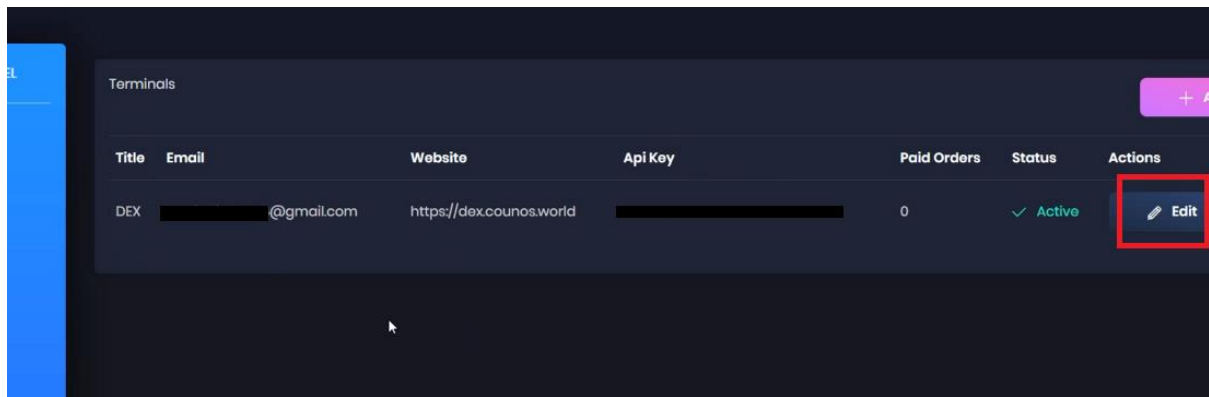 Terminals
+
Title Email Website Api Key Paid Orders Status Actions
DEX @gmail.com https://dex.counos.world 0 Active Edit